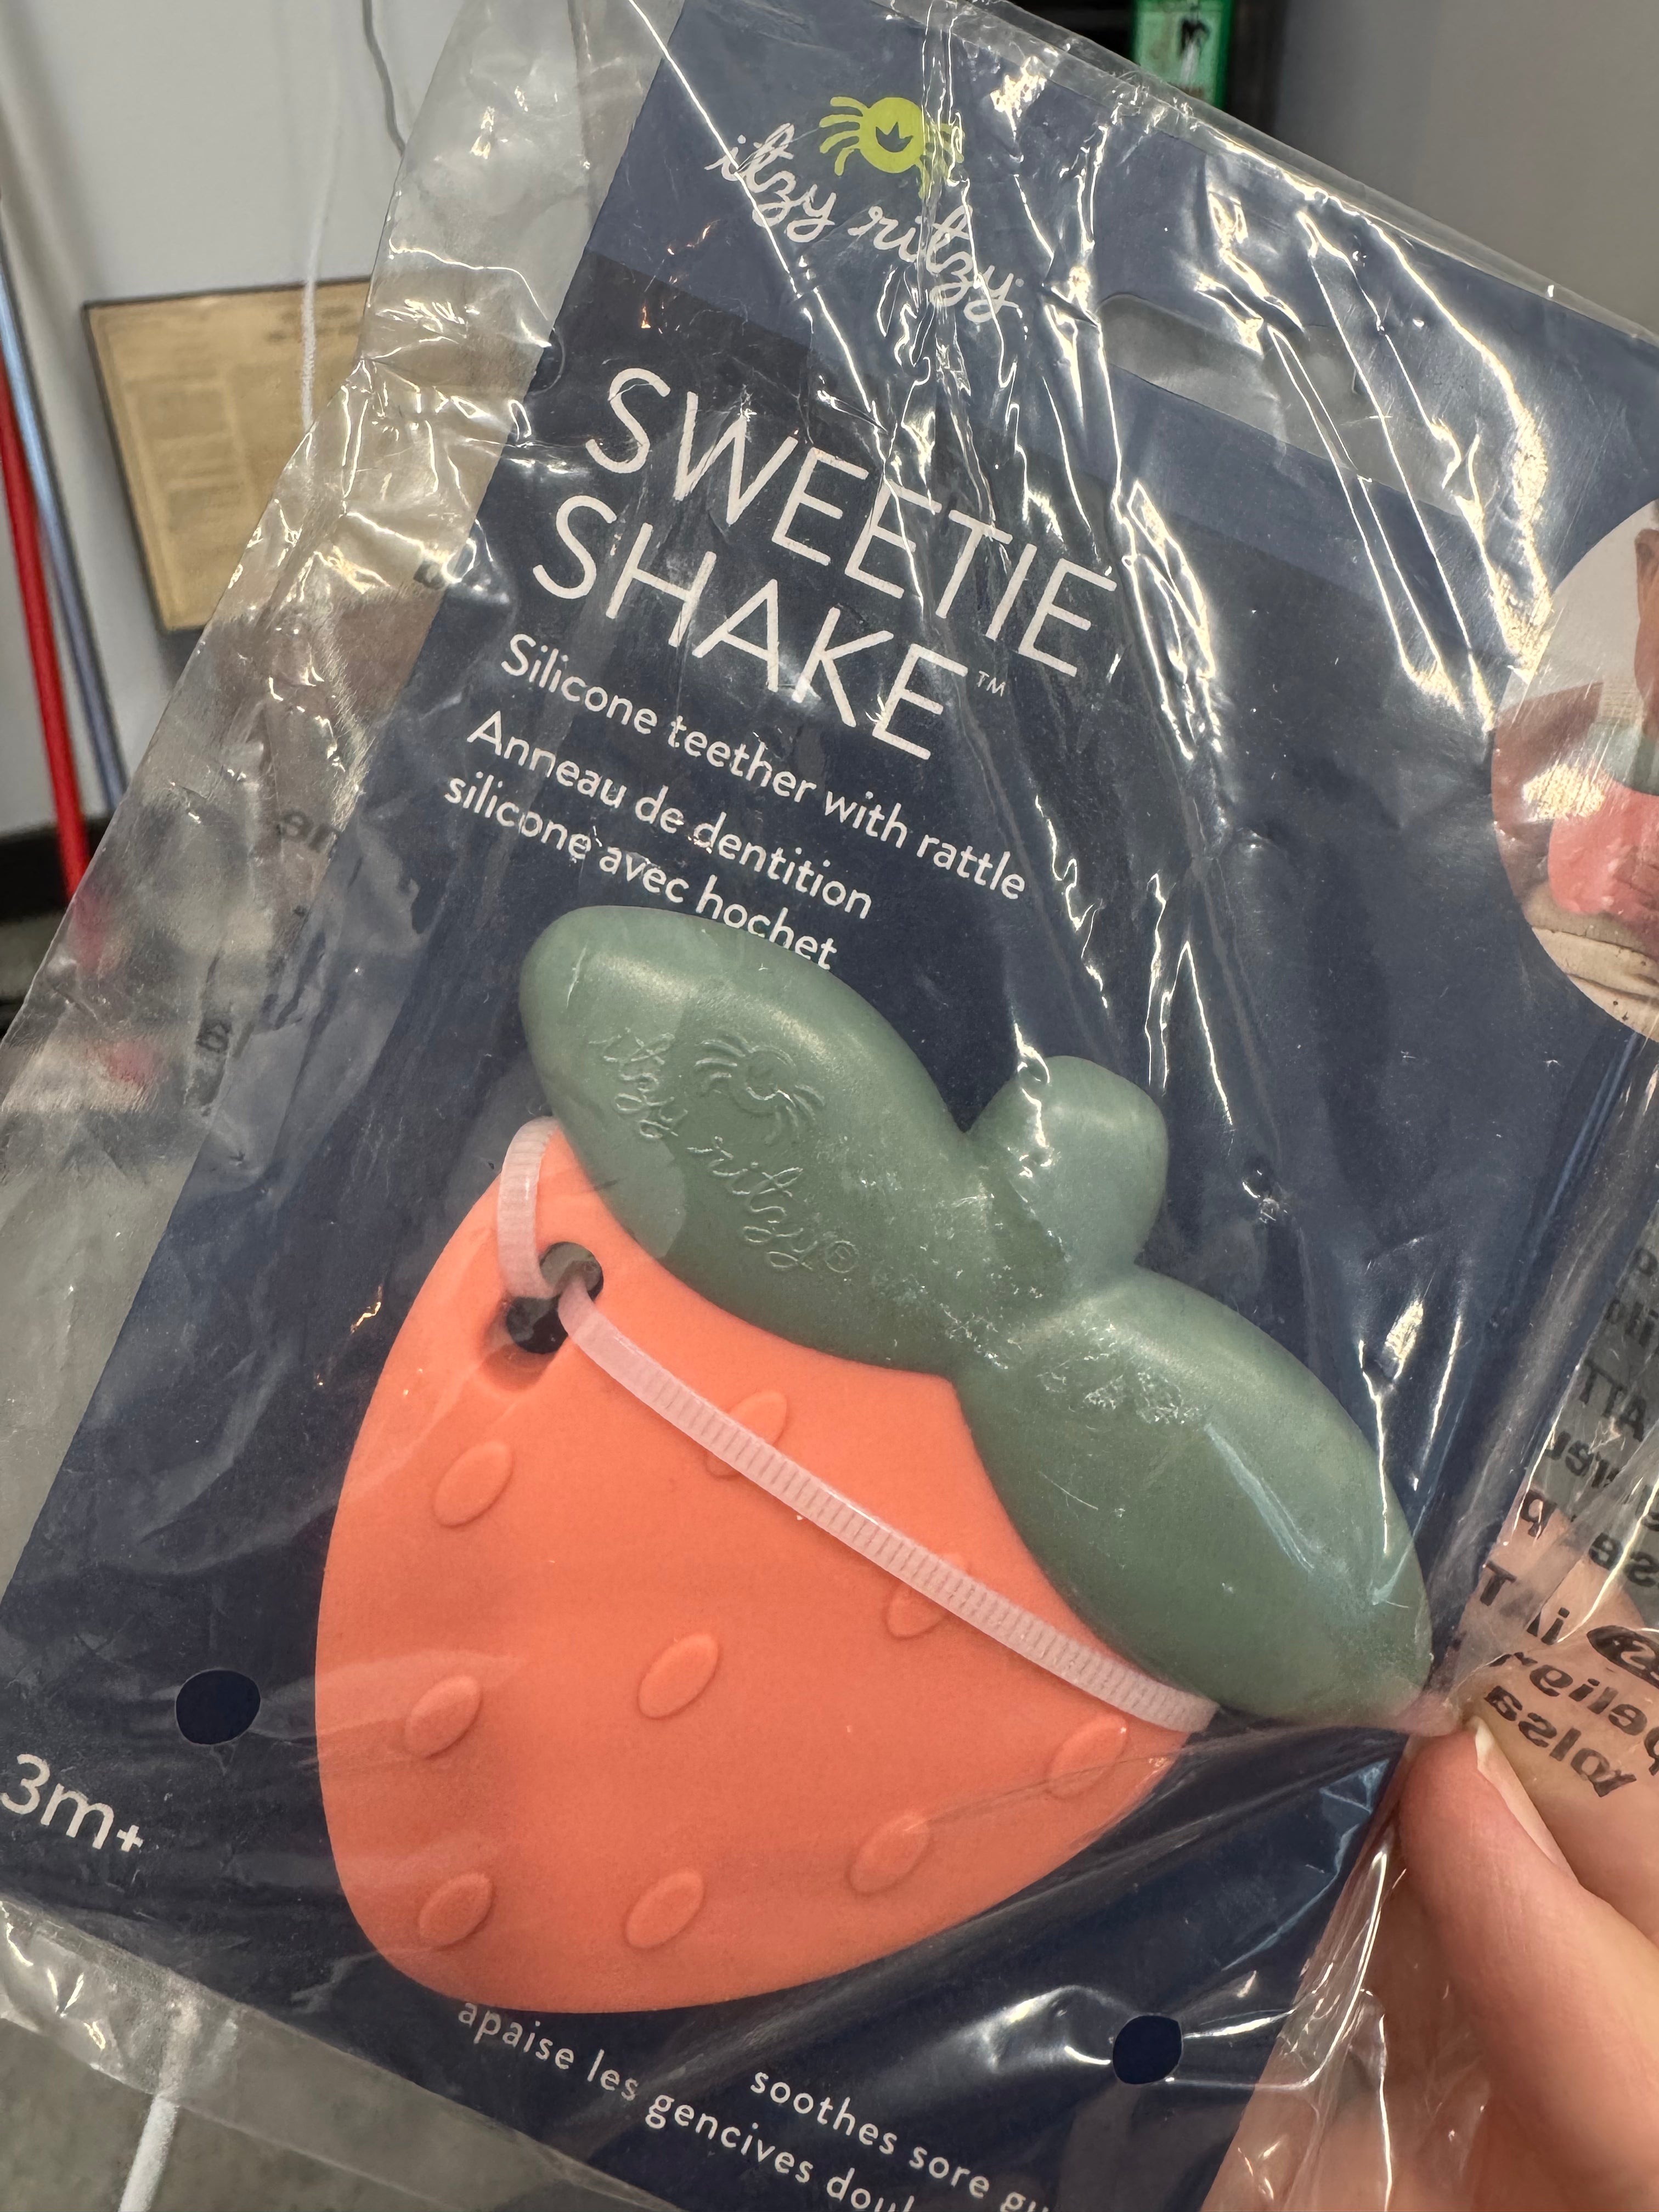 itzy ritzy
SWEETIE
SHAKE™
Silicone teether with rattle
Anneau de dentition
silicone avec hochet
itzy ritzy®
3m+
soothes sore
apaise les gencives